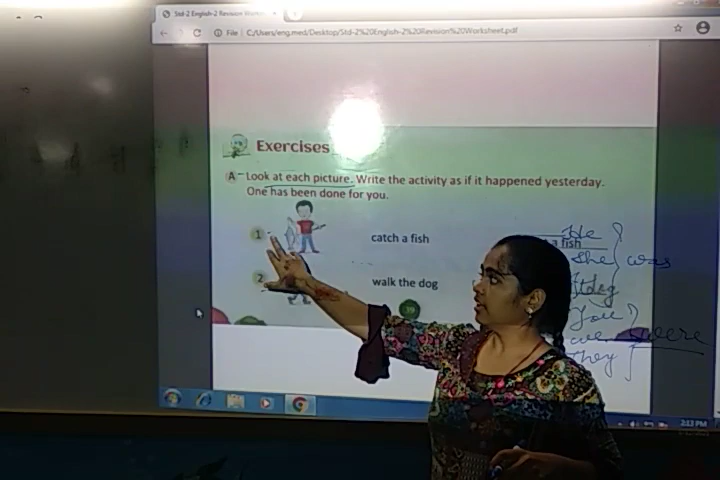 Std-2 English-2 Revision Works
File C:/Users/eng.med/Desktop/Std-2%20English-2%20Revision%20Worksheet.pdf
Exercises
A Look at each picture. Write the activity as if it happened yesterday.
One has been done for you.
1 catch a fish a fish
He
She was
2 walk the dog
It dog
You
we were
They
2:13 PM